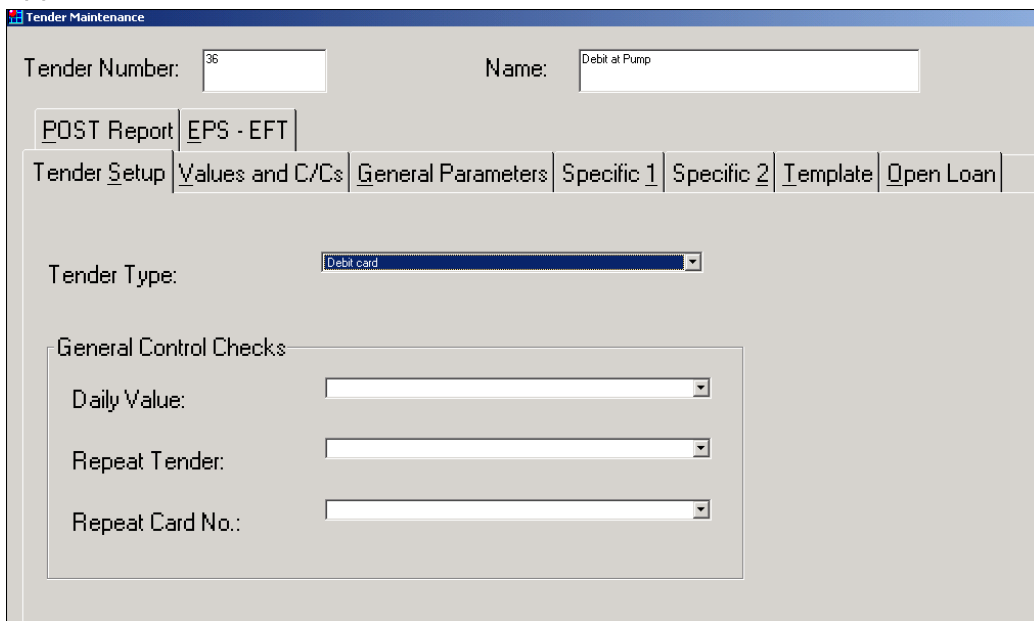 Tender Maintenance
Tender Number: 36 Name: Debit at Pump
POST Report EPS - EFT
Tender Setup Values and C/Cs General Parameters Specific 1 Specific 2 Template Open Loan
Tender Type: Debit card
General Control Checks
Daily Value:
Repeat Tender:
Repeat Card No.: